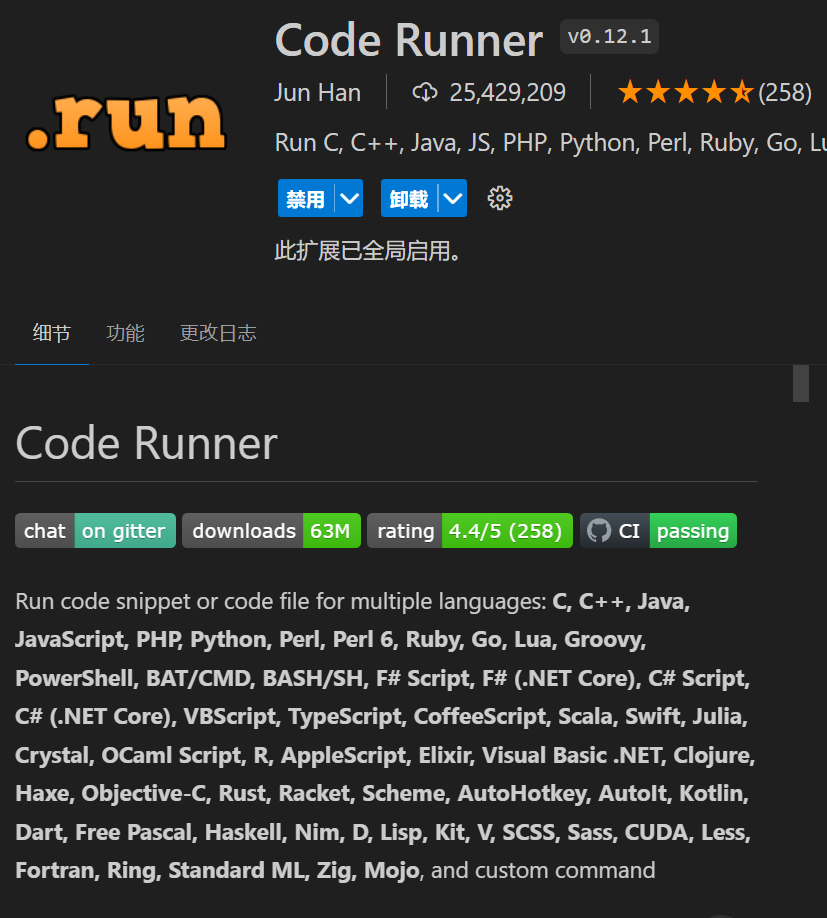 Code Runner v0.12.1
.run
Jun Han 25,429,209 (258)
Run C, C++, Java, JS, PHP, Python, Perl, Ruby, Go,
禁用 卸载
此扩展已全局启用。
细节 功能 更改日志
Code Runner
chat on gitter downloads 63M rating 4.4/5 (258) CI passing
Run code snippet or code file for multiple languages: C, C++, Java,
JavaScript, PHP, Python, Perl, Perl 6, Ruby, Go, Lua, Groovy,
PowerShell, BAT/CMD, BASH/SH, F# Script, F# (.NET Core), C# Script,
C# (.NET Core), VBScript, TypeScript, CoffeeScript, Scala, Swift, Julia,
Crystal, OCaml Script, R, AppleScript, Elixir, Visual Basic .NET, Clojure,
Haxe, Objective-C, Rust, Racket, Scheme, AutoHotkey, AutoIt, Kotlin,
Dart, Free Pascal, Haskell, Nim, D, Lisp, Kit, V, SCSS, Sass, CUDA, Less,
Fortran, Ring, Standard ML, Zig, Mojo, and custom command